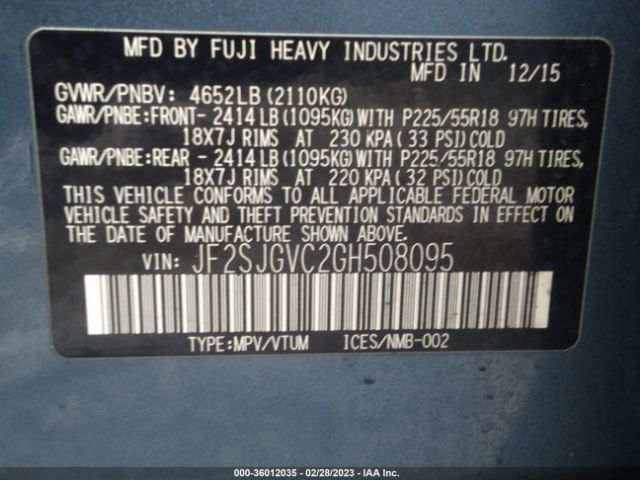 MFD BY FUJI HEAVY INDUSTRIES LTD.
MFD IN 12/15
GVWR/PNBV: 4652LB (2110KG)
GAWR/PNBE:FRONT- 2414LB (1095KG) WITH P225/55R18 97H TIRES,
18X7J RIMS AT 230 KPA ( 33 PSI) COLD
GAWR/PNBE:REAR - 2414LB (1095KG) WITH P225/55R18 97H TIRES,
18X7J RIMS AT 220 KPA ( 32 PSI) COLD
THIS VEHICLE CONFORMS TO ALL APPLICABLE FEDERAL MOTOR
VEHICLE SAFETY AND THEFT PREVENTION STANDARDS IN EFFECT ON
THE DATE OF MANUFACTURE SHOWN ABOVE.
VIN: JF2SJGVC2GH508095
TYPE:MPV/VTUM ICES/NMB-002
000-36012035 - 02/28/2023 - IAA Inc.